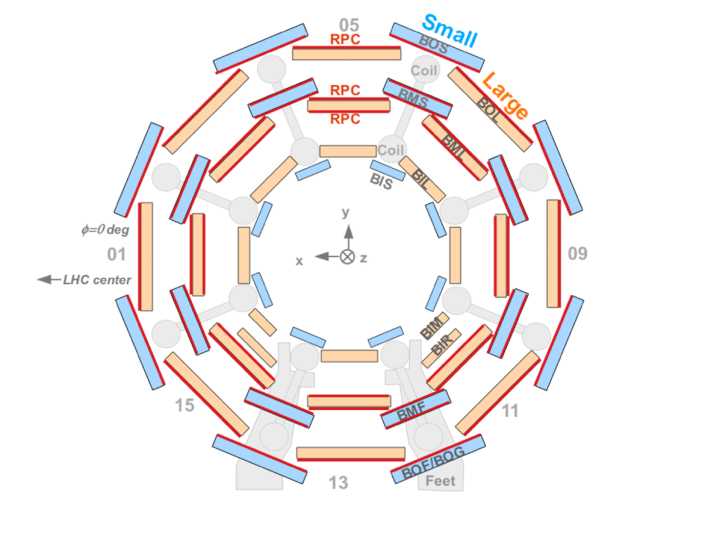 05
Small
RPC
BOS
Coil
Large
RPC
BMS
BOL
RPC
BML
Coil
BIS
BIL
y
ϕ=0 deg
01
x
z
09
LHC center
BIM
BIR
15
11
BMF
13
BOF/BOG
Feet